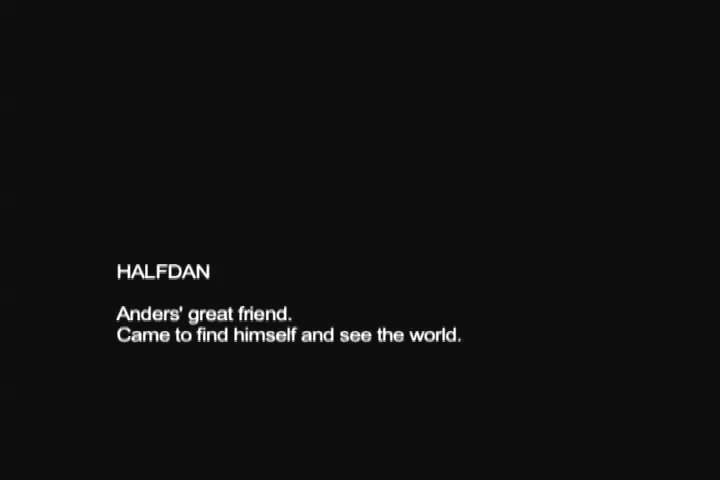 HALFDAN
Anders' great friend.
Came to find himself and see the world.